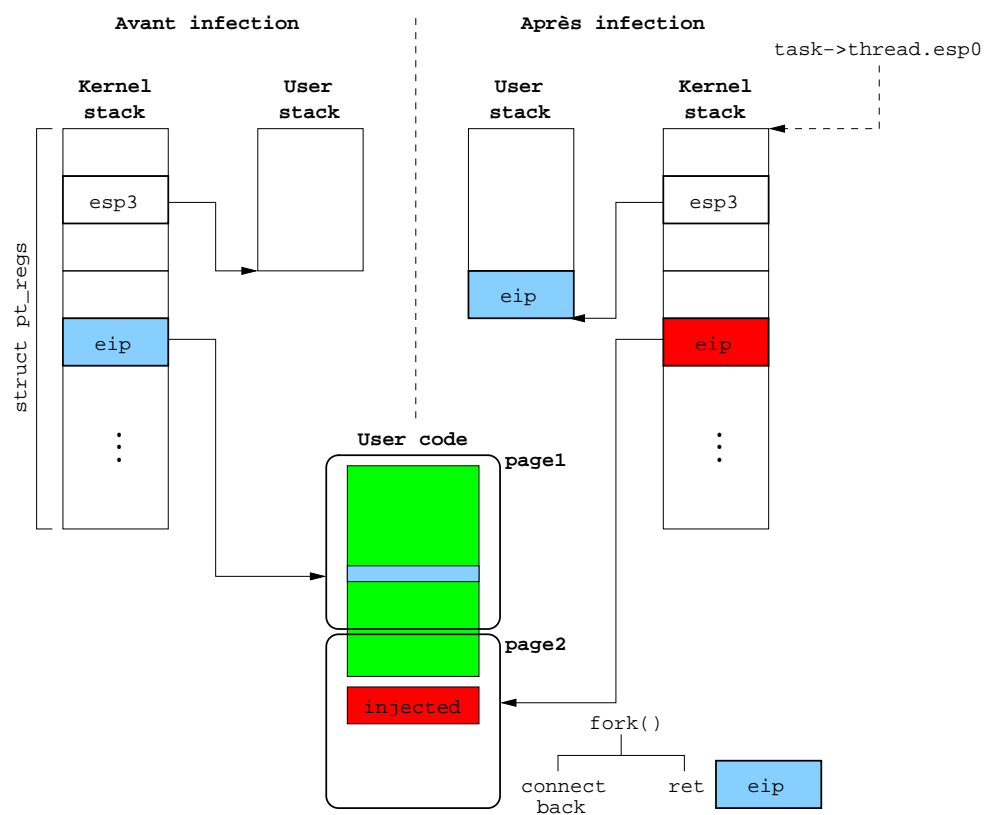 Avant infection
Après infection
task->thread.esp0
Kernel
stack
User
stack
User
stack
Kernel
stack
esp3
esp3
struct pt_regs
eip
eip
eip
User code
page1
page2
injected
fork()
connect
back
ret
eip